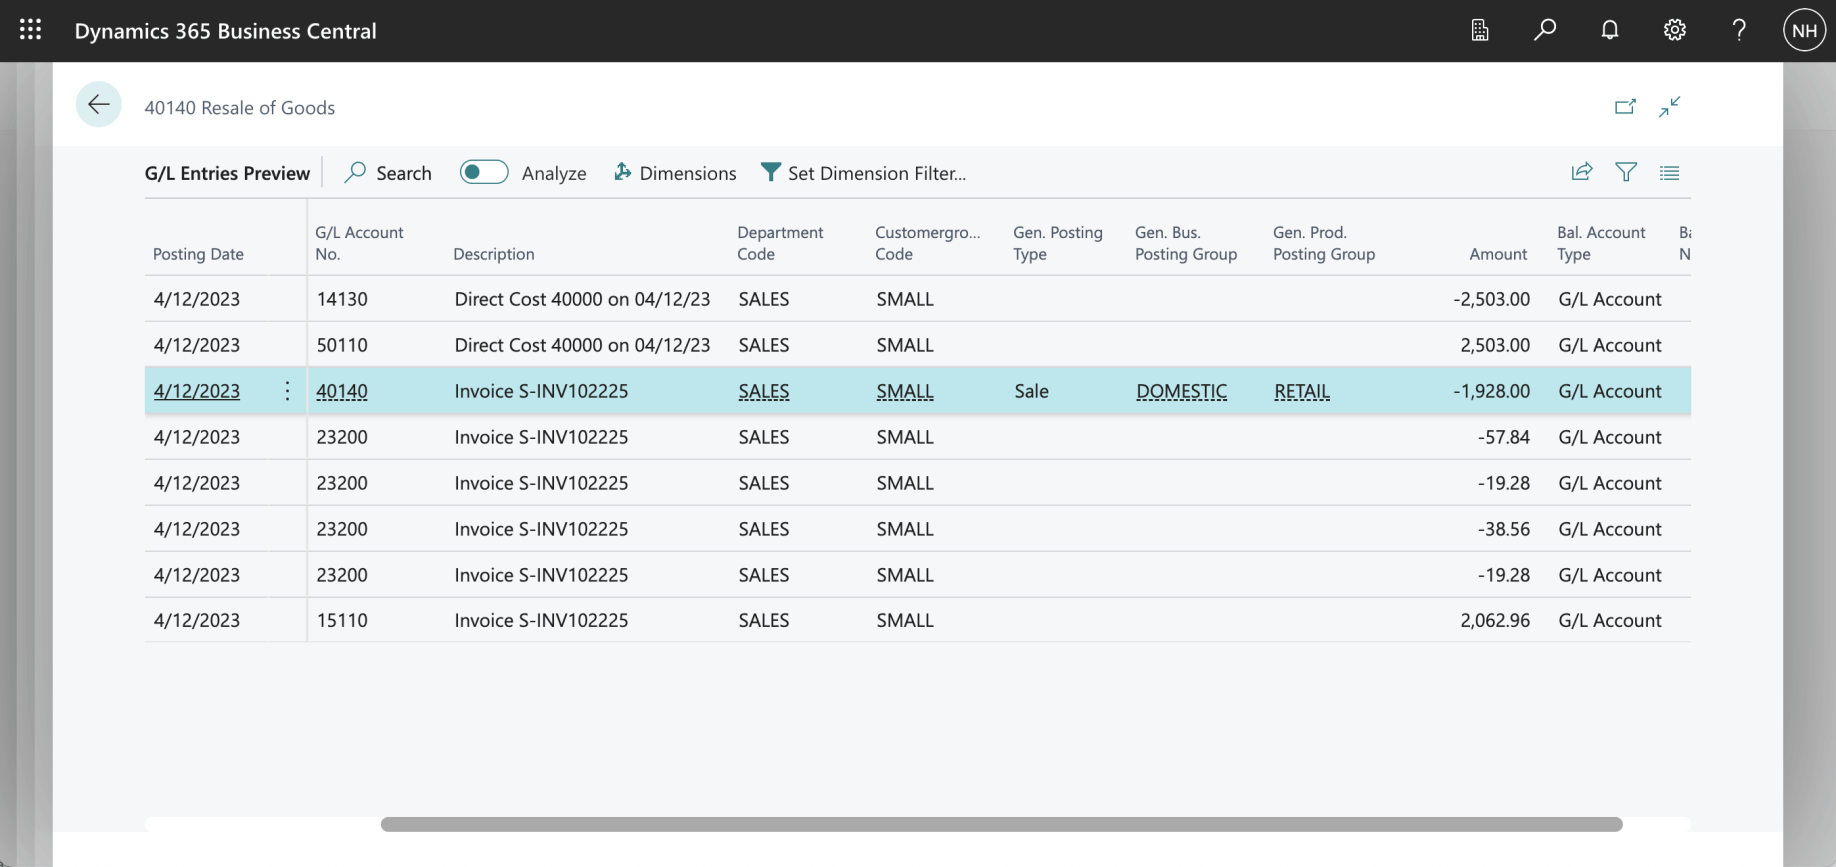 Dynamics 365 Business Central
NH
40140 Resale of Goods
G/L Entries Preview Search Analyze Dimensions Set Dimension Filter...
Posting Date G/L Account No. Description Department Code Customergro... Code Gen. Posting Type Gen. Bus. Posting Group Gen. Prod. Posting Group Amount Bal. Account Type
4/12/2023 14130 Direct Cost 40000 on 04/12/23 SALES SMALL -2,503.00 G/L Account
4/12/2023 50110 Direct Cost 40000 on 04/12/23 SALES SMALL 2,503.00 G/L Account
4/12/2023 40140 Invoice S-INV102225 SALES SMALL Sale DOMESTIC RETAIL -1,928.00 G/L Account
4/12/2023 23200 Invoice S-INV102225 SALES SMALL -57.84 G/L Account
4/12/2023 23200 Invoice S-INV102225 SALES SMALL -19.28 G/L Account
4/12/2023 23200 Invoice S-INV102225 SALES SMALL -38.56 G/L Account
4/12/2023 23200 Invoice S-INV102225 SALES SMALL -19.28 G/L Account
4/12/2023 15110 Invoice S-INV102225 SALES SMALL 2,062.96 G/L Account